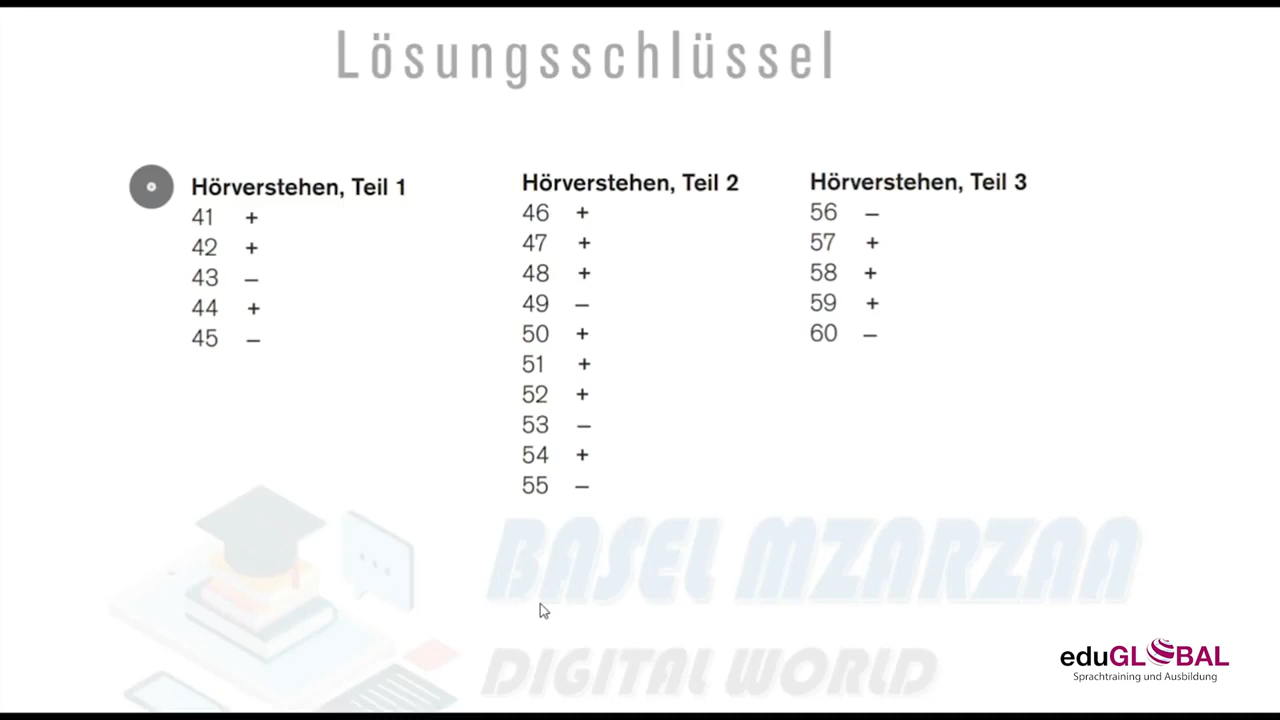 Lösungsschlüssel
Hörverstehen, Teil 1
41 +
42 +
43 –
44 +
45 –
Hörverstehen, Teil 2
46 +
47 +
48 +
49 –
50 +
51 +
52 +
53 –
54 +
55 –
Hörverstehen, Teil 3
56 –
57 +
58 +
59 +
60 –
BASEL MZARZAA
DIGITAL WORLD
eduGLOBAL
Sprachtraining und Ausbildung